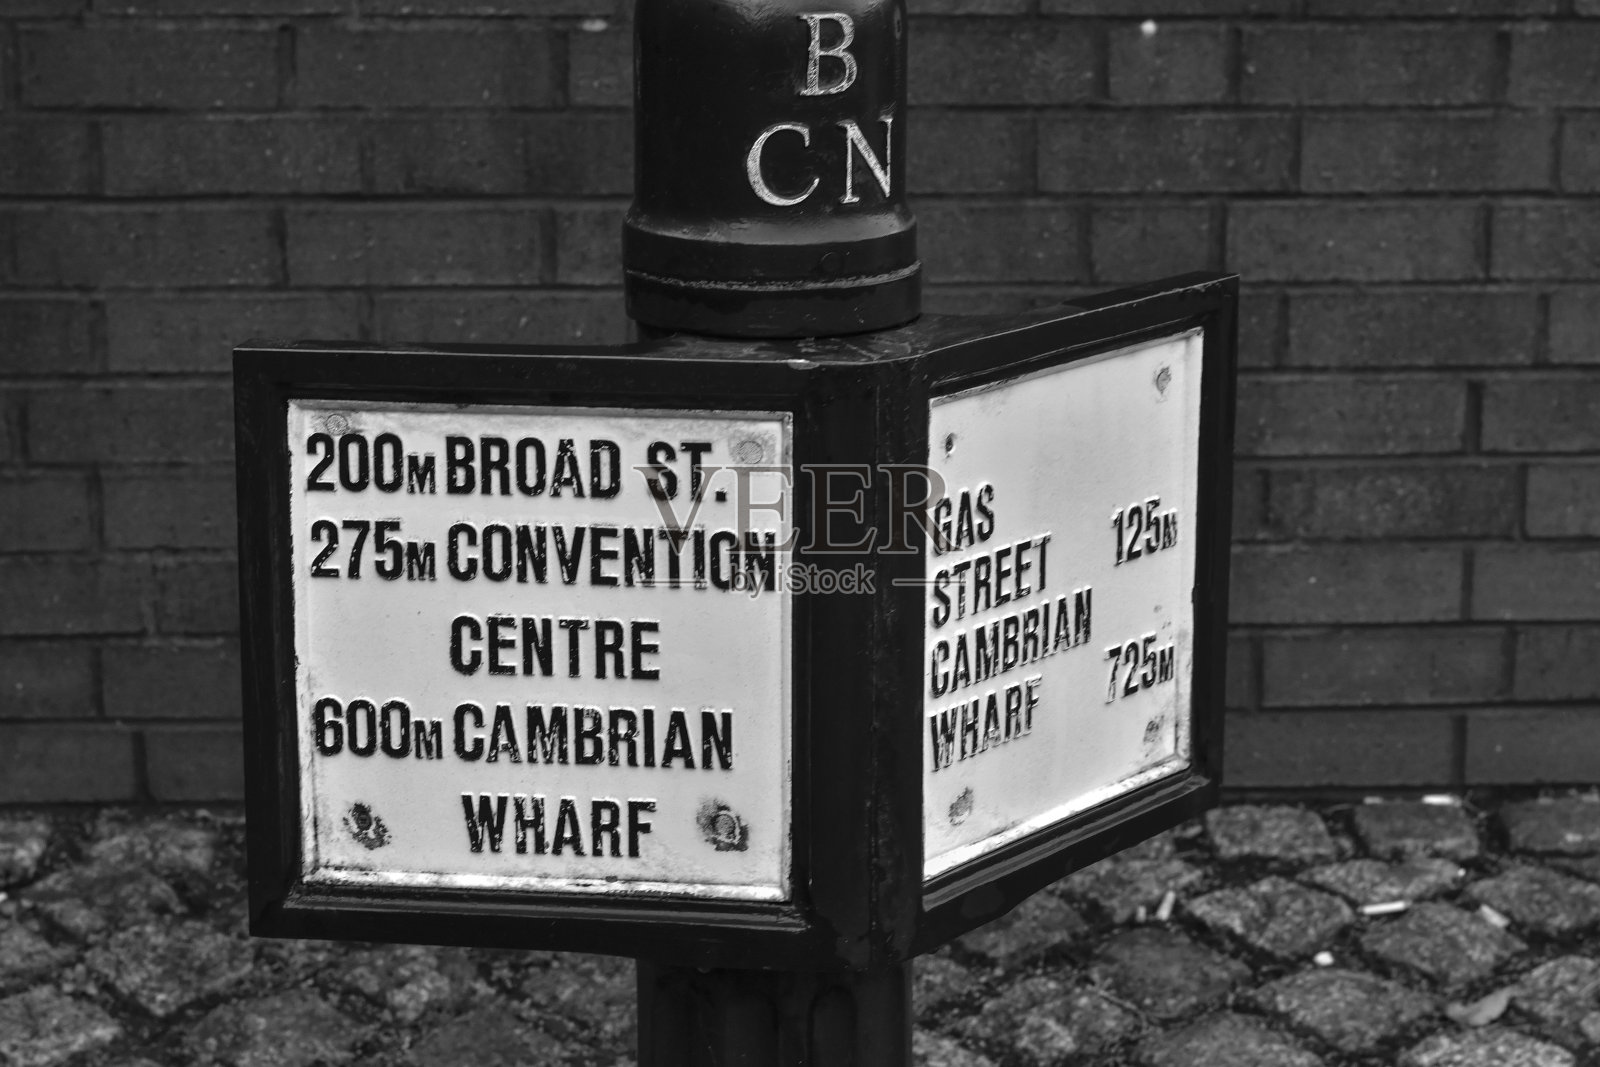 B
CN
200M BROAD ST.
275M CONVENTION
CENTRE
600M CAMBRIAN
WHARF
GAS
STREET 125M
CAMBRIAN
WHARF 725M
VEER
by iStock